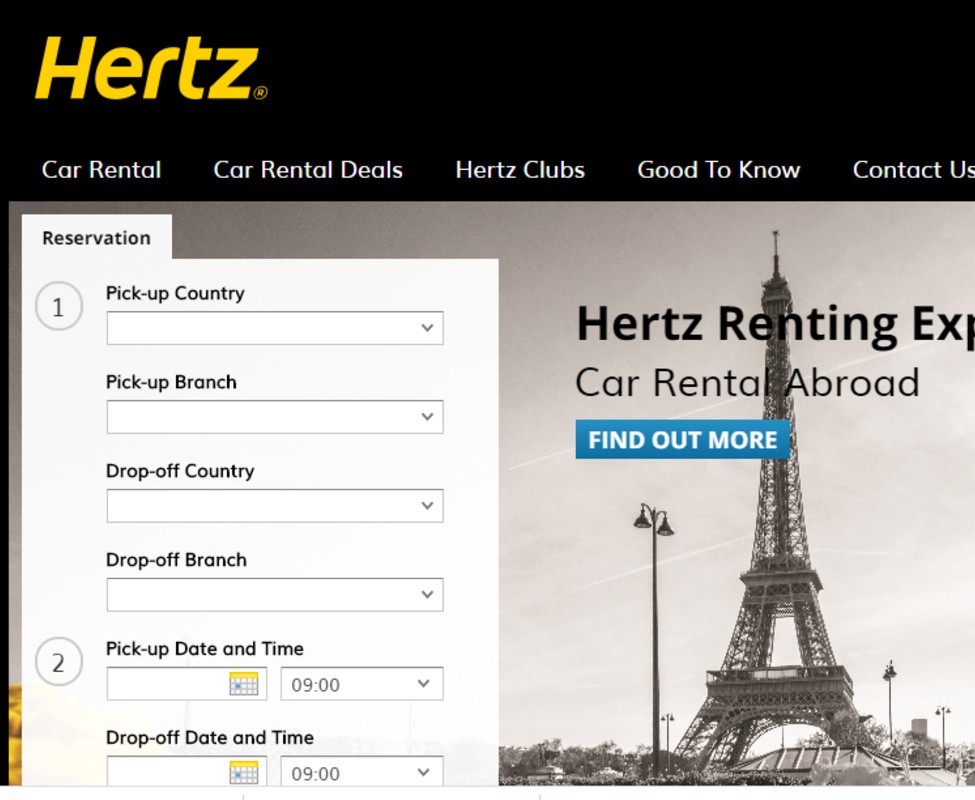 Hertz®
Car Rental Car Rental Deals Hertz Clubs Good To Know Contact Us
Reservation
1
Pick-up Country
Pick-up Branch
Drop-off Country
Drop-off Branch
2
Pick-up Date and Time
09:00
Drop-off Date and Time
09:00
Hertz Renting Exp
Car Rental Abroad
FIND OUT MORE